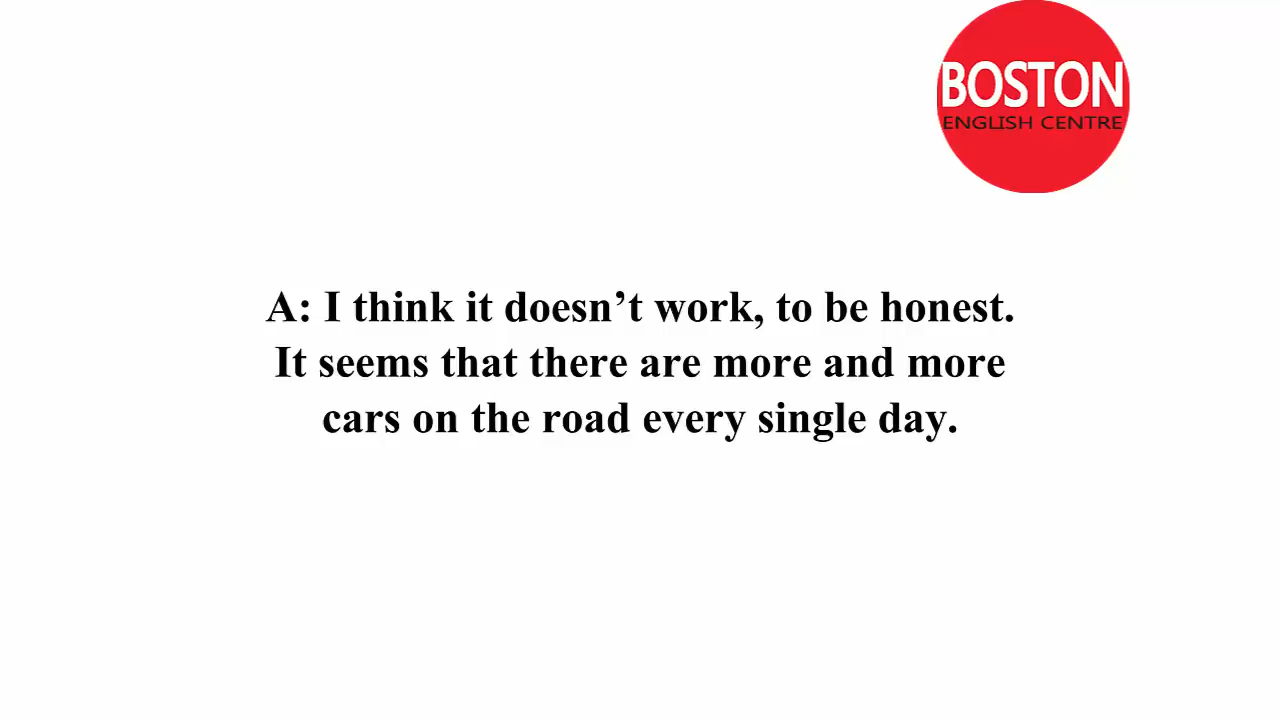 BOSTON
ENGLISH CENTRE
A: I think it doesn’t work, to be honest.
It seems that there are more and more
cars on the road every single day.